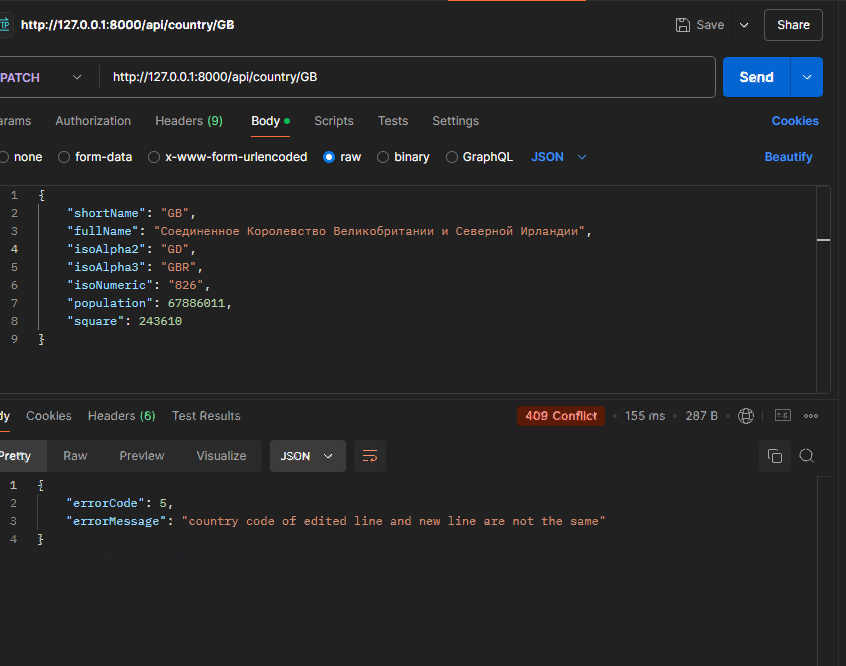 http://127.0.0.1:8000/api/country/GB Save Share
PATCH http://127.0.0.1:8000/api/country/GB Send
Authorization Headers (9) Body Scripts Tests Settings Cookies
none form-data x-www-form-urlencoded raw binary GraphQL JSON Beautify
1 {
2 "shortName": "GB",
3 "fullName": "Соединенное Королевство Великобритании и Северной Ирландии",
4 "isoAlpha2": "GD",
5 "isoAlpha3": "GBR",
6 "isoNumeric": "826",
7 "population": 67886011,
8 "square": 243610
9 }
Cookies Headers (6) Test Results 409 Conflict 155 ms 287 B
Pretty Raw Preview Visualize JSON
1 {
2 "errorCode": 5,
3 "errorMessage": "country code of edited line and new line are not the same"
4 }